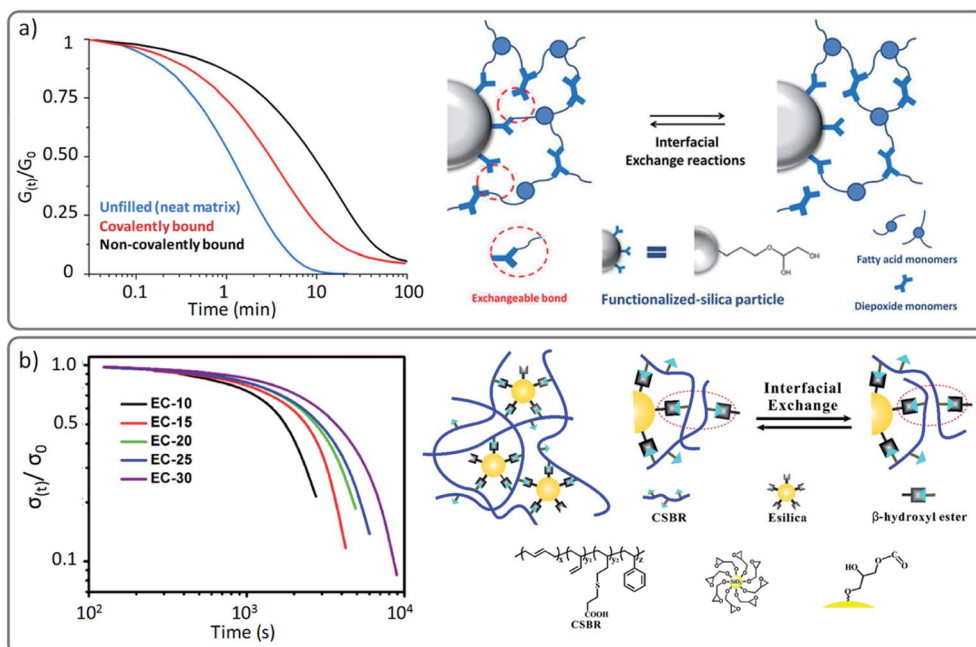 a)
1
0.75
0.50
0.25
0
G(t)/G0
Unfilled (neat matrix)
Covalently bound
Non-covalently bound
0.1
1
10
100
Time (min)
Interfacial
Exchange reactions
Exchangeable bond
Functionalized-silica particle
O
OH
OH
Fatty acid monomers
Diepoxide monomers
b)
1.0
0.5
0.1
σ(t)/ σ0
EC-10
EC-15
EC-20
EC-25
EC-30
10²
10³
10⁴
Time (s)
Interfacial
Exchange
CSBR
Esilica
β-hydroxyl ester
x
y1
y2
z
S
COOH
CSBR
HO
O
C
O
O